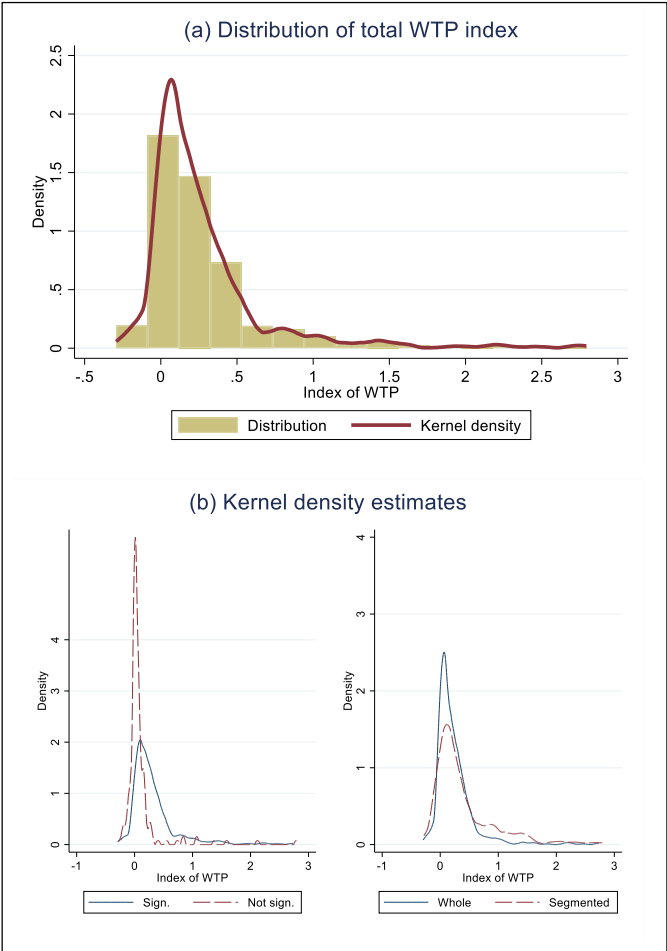 (a) Distribution of total WTP index
2.5
2
1.5
1
.5
0
Density
-.5 0 .5 1 1.5 2 2.5 3
Index of WTP
Distribution Kernel density
(b) Kernel density estimates
4
3
2
1
0
Density
-1 0 1 2 3
Index of WTP
Sign. Not sign.
4
3
2
1
0
Density
-1 0 1 2 3
Index of WTP
Whole Segmented